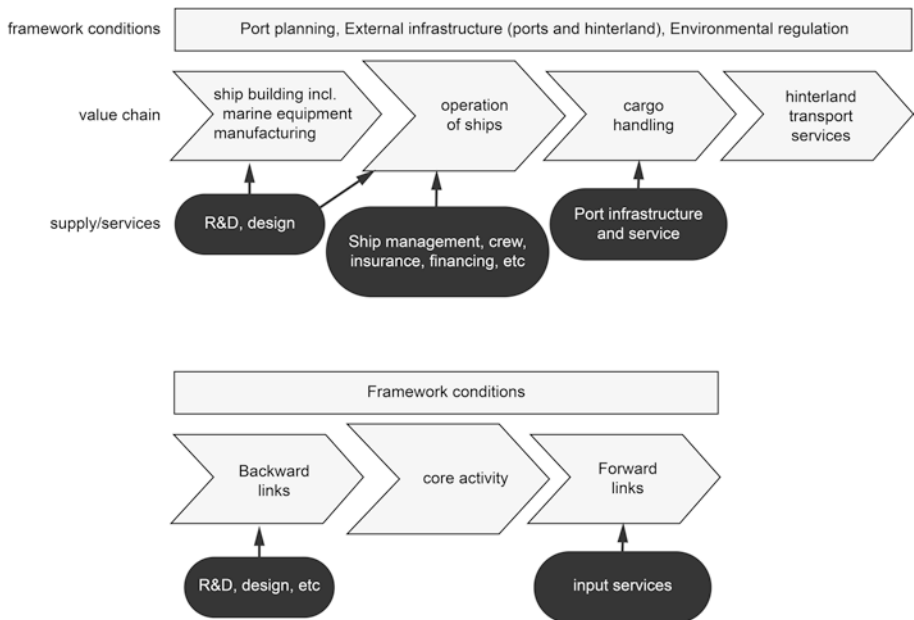 framework conditions
Port planning, External infrastructure (ports and hinterland), Environmental regulation
value chain
ship building incl.
marine equipment
manufacturing
operation
of ships
cargo
handling
hinterland
transport
services
supply/services
R&D, design
Ship management, crew,
insurance, financing, etc
Port infrastructure
and service
Framework conditions
Backward
links
core activity
Forward
links
R&D, design, etc
input services